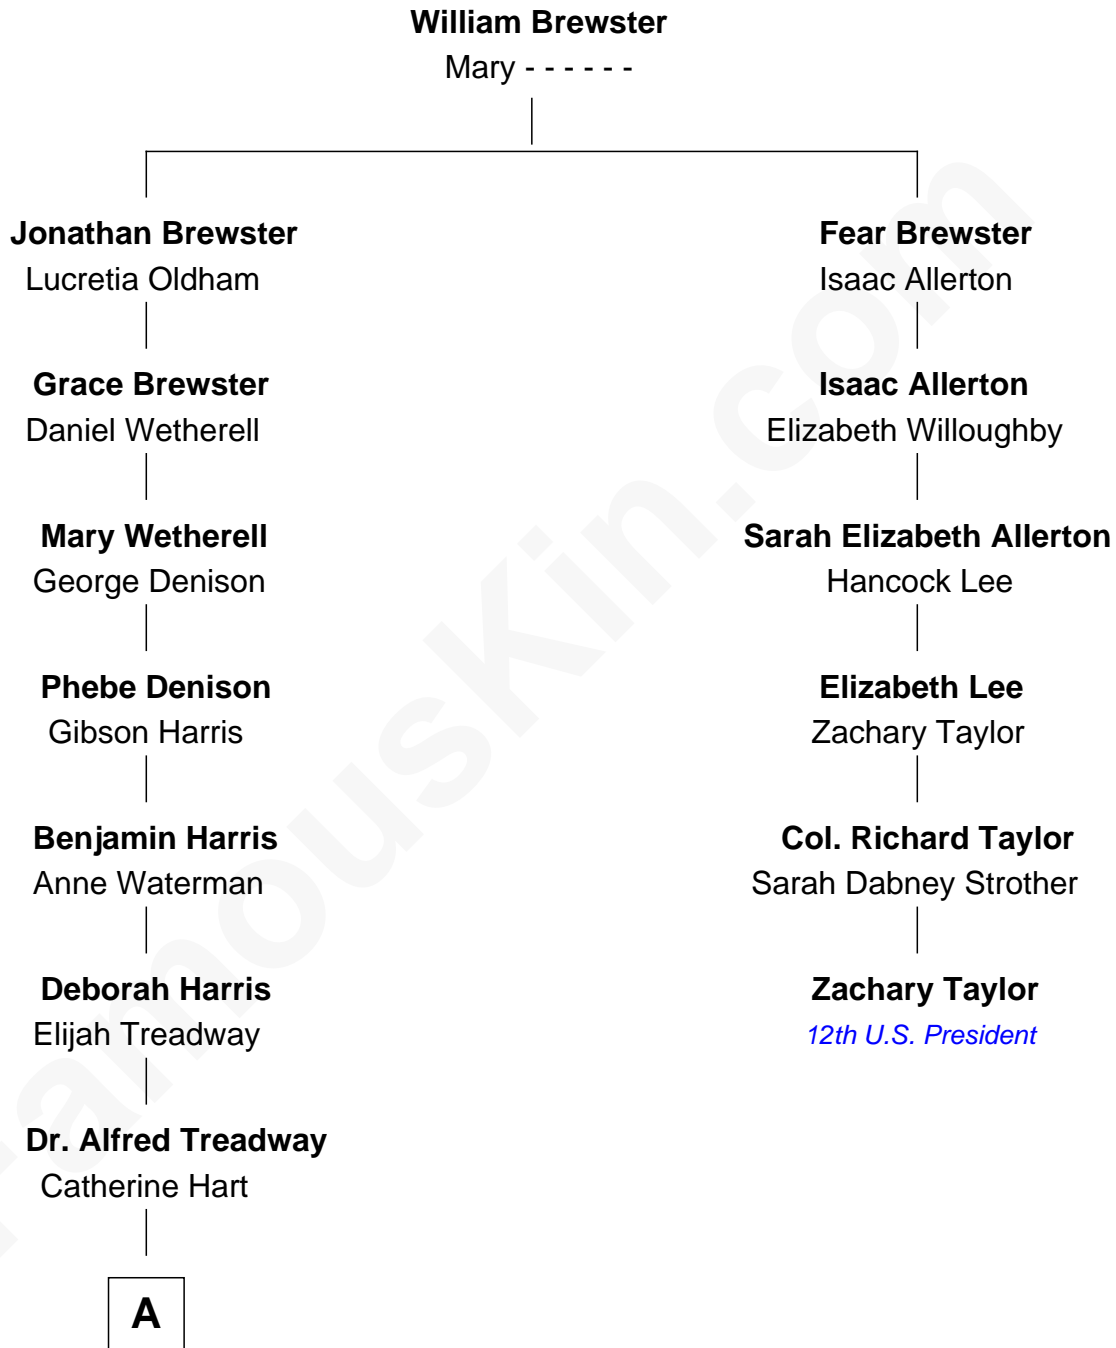 William Brewster
Mary - - - - - -
Jonathan Brewster
Lucretia Oldham
Fear Brewster
Isaac Allerton
Grace Brewster
Daniel Wetherell
Isaac Allerton
Elizabeth Willoughby
Mary Wetherell
George Denison
Sarah Elizabeth Allerton
Hancock Lee
Phebe Denison
Gibson Harris
Elizabeth Lee
Zachary Taylor
Benjamin Harris
Anne Waterman
Col. Richard Taylor
Sarah Dabney Strother
Deborah Harris
Elijah Treadway
Zachary Taylor
12th U.S. President
Dr. Alfred Treadway
Catherine Hart
A
FamousKin.com